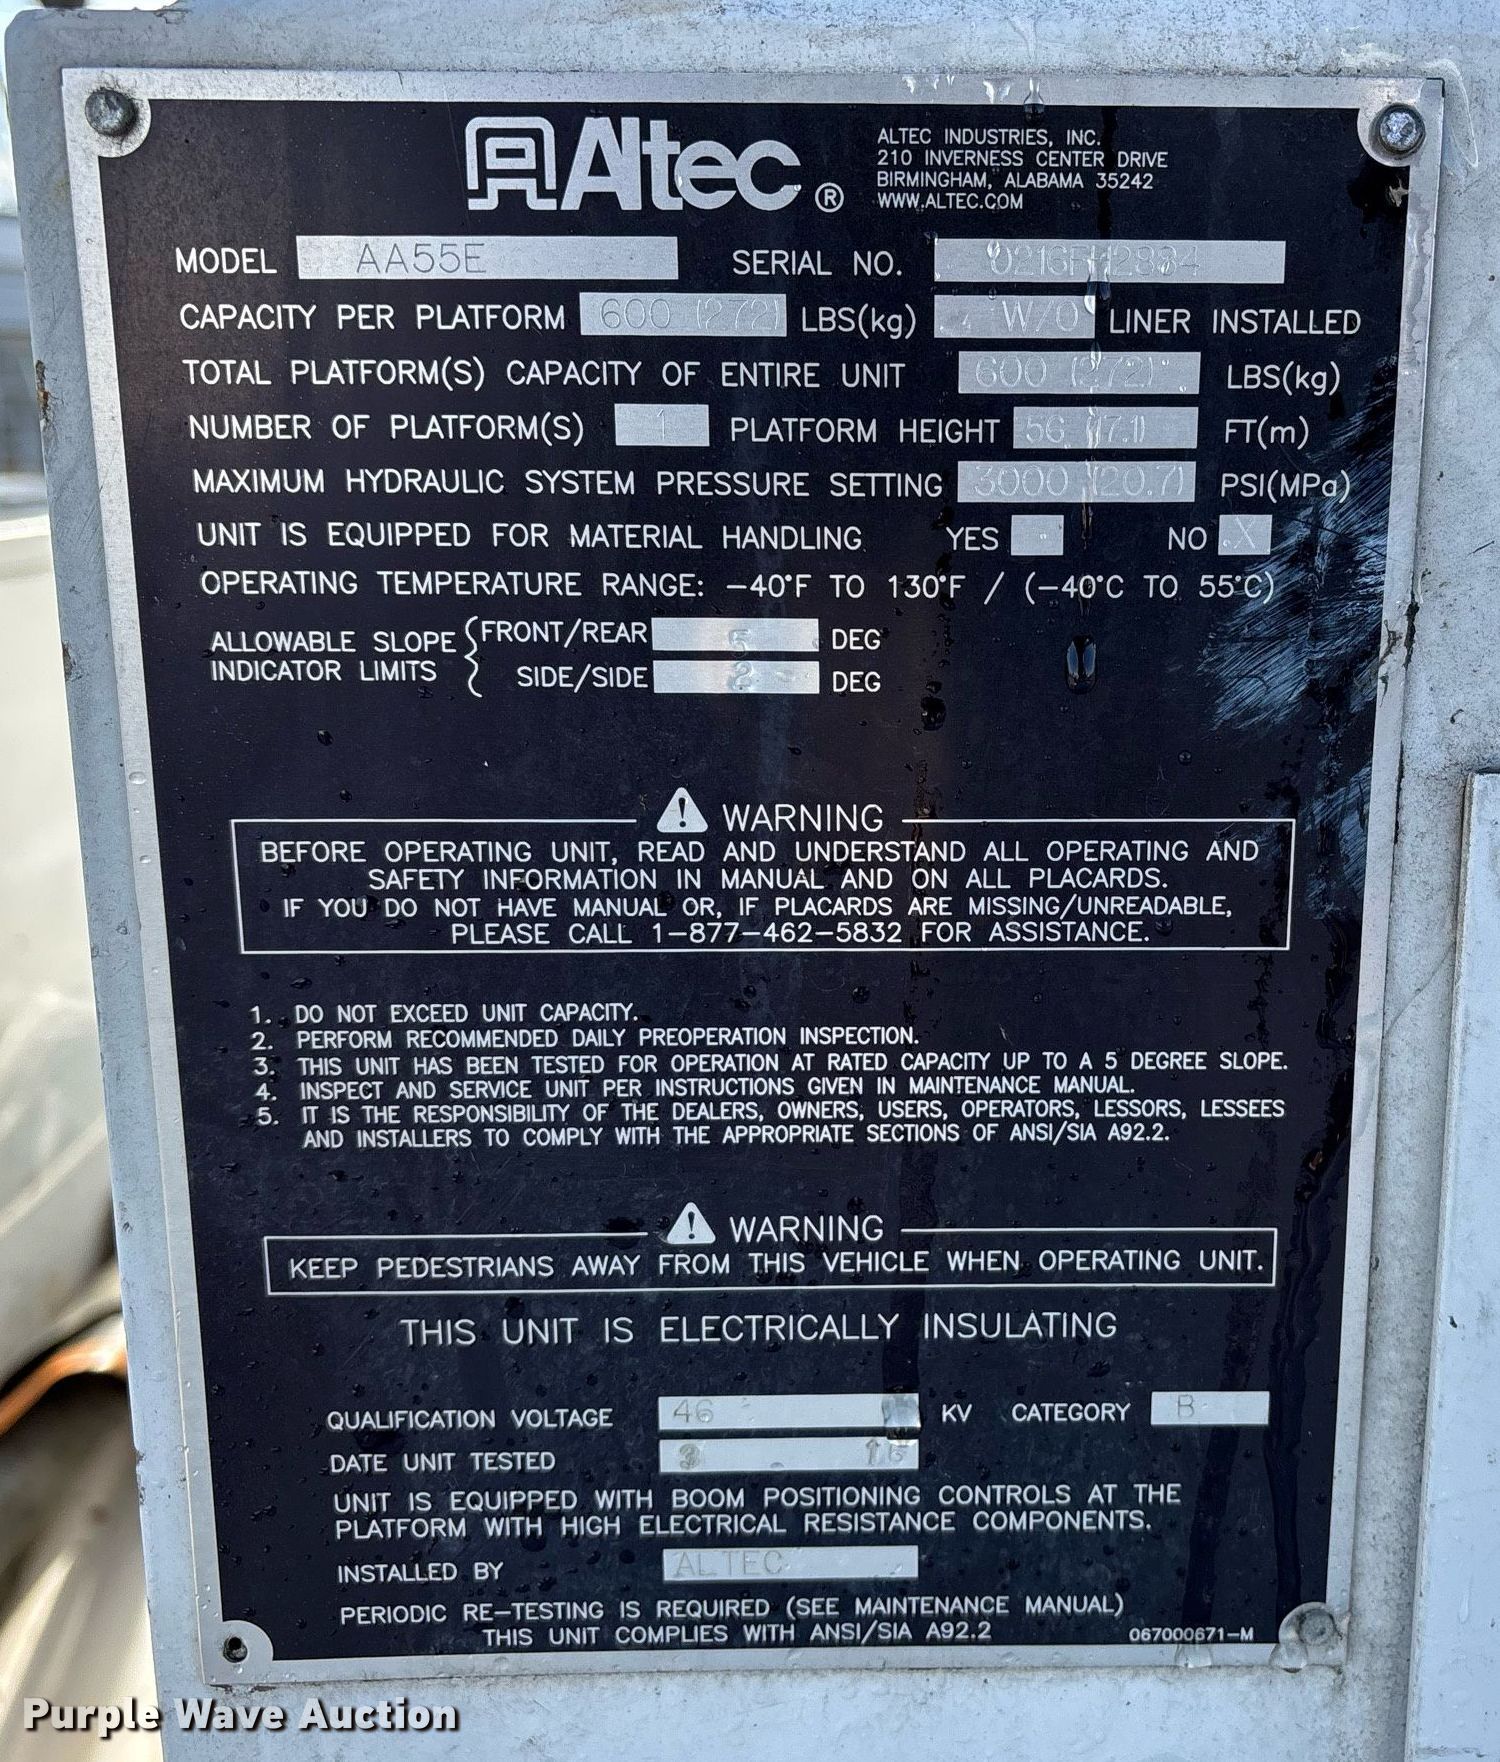 Altec ®
ALTEC INDUSTRIES, INC.
210 INVERNESS CENTER DRIVE
BIRMINGHAM, ALABAMA 35242
WWW.ALTEC.COM
MODEL AA55E SERIAL NO.
CAPACITY PER PLATFORM 600 (272) LBS(kg) W/O LINER INSTALLED
TOTAL PLATFORM(S) CAPACITY OF ENTIRE UNIT 600 (272) LBS(kg)
NUMBER OF PLATFORM(S) 1 PLATFORM HEIGHT 56 (17.1) FT(m)
MAXIMUM HYDRAULIC SYSTEM PRESSURE SETTING 3000 (20.7) PSI(MPa)
UNIT IS EQUIPPED FOR MATERIAL HANDLING YES NO X
OPERATING TEMPERATURE RANGE: -40°F TO 130°F / (-40°C TO 55°C)
ALLOWABLE SLOPE INDICATOR LIMITS
FRONT/REAR 5 DEG
SIDE/SIDE 2 DEG
WARNING
BEFORE OPERATING UNIT, READ AND UNDERSTAND ALL OPERATING AND
SAFETY INFORMATION IN MANUAL AND ON ALL PLACARDS.
IF YOU DO NOT HAVE MANUAL OR, IF PLACARDS ARE MISSING/UNREADABLE,
PLEASE CALL 1-877-462-5832 FOR ASSISTANCE.
1. DO NOT EXCEED UNIT CAPACITY.
2. PERFORM RECOMMENDED DAILY PREOPERATION INSPECTION.
3. THIS UNIT HAS BEEN TESTED FOR OPERATION AT RATED CAPACITY UP TO A 5 DEGREE SLOPE.
4. INSPECT AND SERVICE UNIT PER INSTRUCTIONS GIVEN IN MAINTENANCE MANUAL.
5. IT IS THE RESPONSIBILITY OF THE DEALERS, OWNERS, USERS, OPERATORS, LESSORS, LESSEES
AND INSTALLERS TO COMPLY WITH THE APPROPRIATE SECTIONS OF ANSI/SIA A92.2.
WARNING
KEEP PEDESTRIANS AWAY FROM THIS VEHICLE WHEN OPERATING UNIT.
THIS UNIT IS ELECTRICALLY INSULATING
QUALIFICATION VOLTAGE 46 KV CATEGORY B
DATE UNIT TESTED 3 16
UNIT IS EQUIPPED WITH BOOM POSITIONING CONTROLS AT THE
PLATFORM WITH HIGH ELECTRICAL RESISTANCE COMPONENTS.
INSTALLED BY ALTEC
PERIODIC RE-TESTING IS REQUIRED (SEE MAINTENANCE MANUAL)
THIS UNIT COMPLIES WITH ANSI/SIA A92.2
067000671-M
Purple Wave Auction